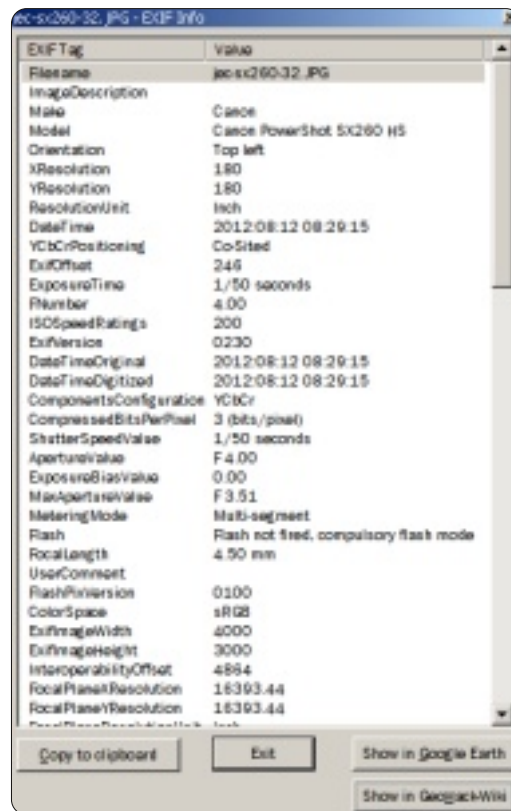 jec-sx260-32.JPG - EXIF Info
EXIF Tag Value
Filename jec-sx260-32.JPG
ImageDescription
Make Canon
Model Canon PowerShot SX260 HS
Orientation Top left
XResolution 180
YResolution 180
ResolutionUnit Inch
DateTime 2012:08:12 08:29:15
YCbCrPositioning Co-Sited
ExifOffset 246
ExposureTime 1/50 seconds
FNumber 4.00
ISOSpeedRatings 200
ExifVersion 0230
DateTimeOriginal 2012:08:12 08:29:15
DateTimeDigitized 2012:08:12 08:29:15
ComponentsConfiguration YCbCr
CompressedBitsPerPixel 3 (bits/pixel)
ShutterSpeedValue 1/50 seconds
ApertureValue F 4.00
ExposureBiasValue 0.00
MaxApertureValue F 3.51
MeteringMode Multi-segment
Flash Flash not fired, compulsory flash mode
FocalLength 4.50 mm
UserComment
FlashPixVersion 0100
ColorSpace sRGB
ExifImageWidth 4000
ExifImageHeight 3000
InteroperabilityOffset 4864
FocalPlaneXResolution 16393.44
FocalPlaneYResolution 16393.44
FocalPlaneResolutionUnit Inch
Copy to clipboard Exit Show in Google Earth
Show in GeoHack-Wiki